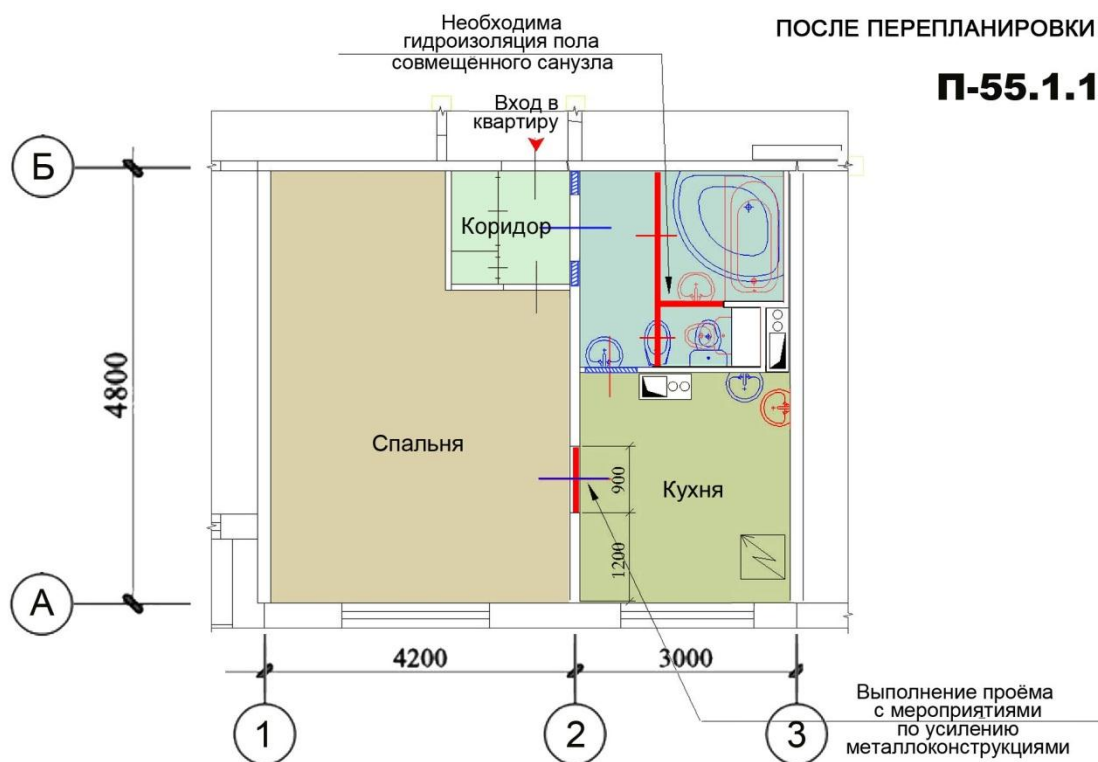 Необходима
гидроизоляция пола
совмещённого санузла
ПОСЛЕ ПЕРЕПЛАНИРОВКИ
П-55.1.1
Вход в
квартиру
Б
4800
Коридор
Спальня
900
Кухня
1200
А
4200
3000
1
2
3
Выполнение проёма
с мероприятиями
по усилению
металлоконструкциями